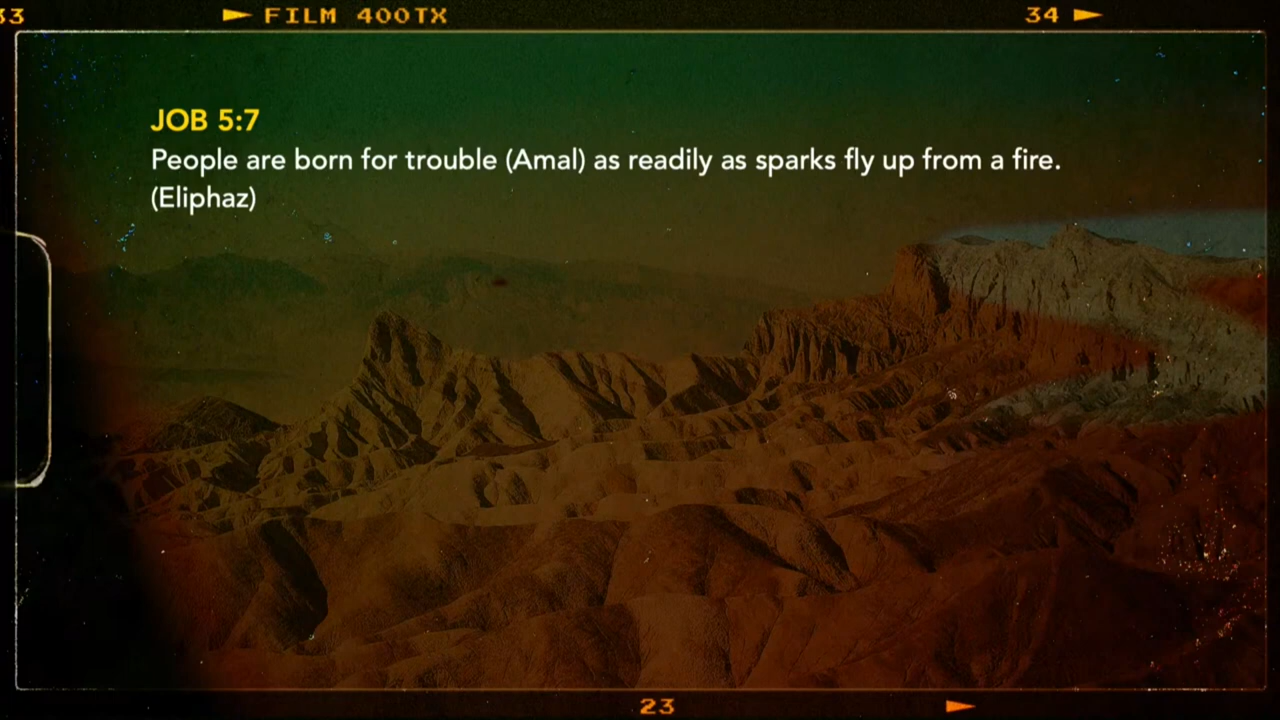 33 FILM 400TX 34
JOB 5:7
People are born for trouble (Amal) as readily as sparks fly up from a fire.
(Eliphaz)
23